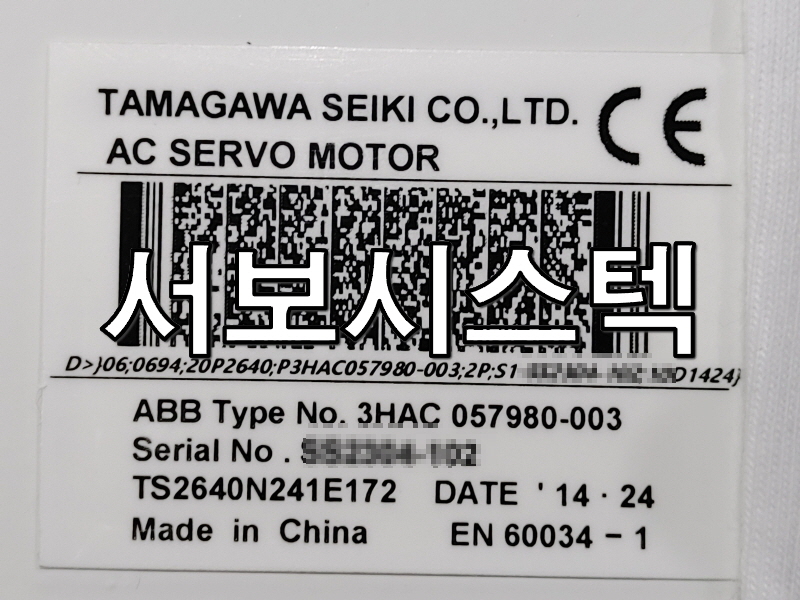 TAMAGAWA SEIKI CO.,LTD.
CE
AC SERVO MOTOR
서보시스텍
D>}06;0694;20P2640;P3HAC057980-003;2P;S1
D1424}
ABB Type No. 3HAC 057980-003
Serial No .
TS2640N241E172 DATE '14 · 24
Made in China EN 60034 - 1